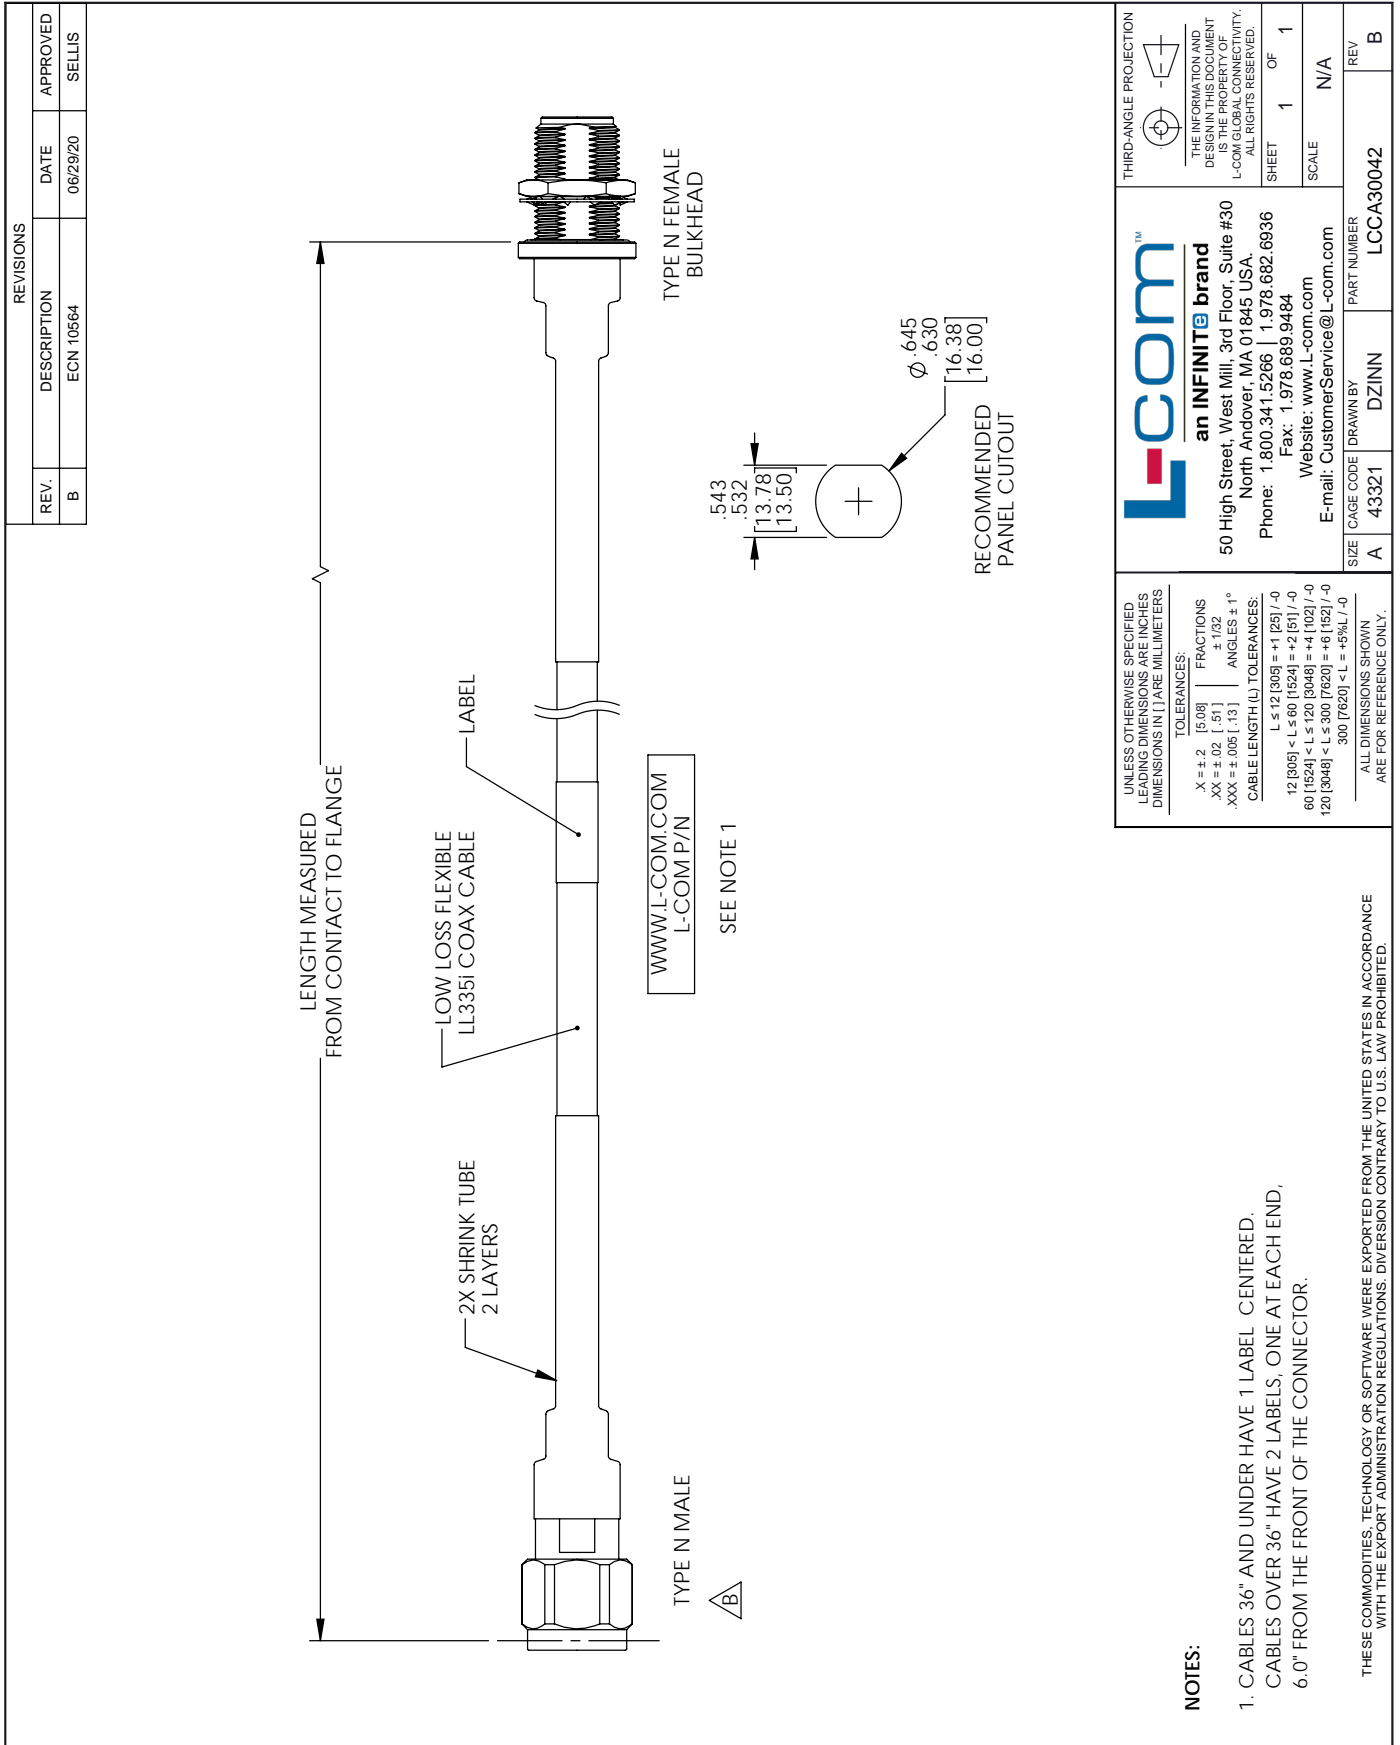 REVISIONS
REV. DESCRIPTION DATE APPROVED
B ECN 10564 06/29/20 SELLIS
LENGTH MEASURED
FROM CONTACT TO FLANGE
LOW LOSS FLEXIBLE
LL335i COAX CABLE
LABEL
2X SHRINK TUBE
2 LAYERS
TYPE N MALE
B
WWW.L-COM.COM
L-COM P/N
SEE NOTE 1
TYPE N FEMALE
BULKHEAD
.543
.532
[13.78]
[13.50]
Ø .645
.630
[16.38]
[16.00]
RECOMMENDED
PANEL CUTOUT
NOTES:
1. CABLES 36" AND UNDER HAVE 1 LABEL CENTERED.
CABLES OVER 36" HAVE 2 LABELS, ONE AT EACH END,
6.0" FROM THE FRONT OF THE CONNECTOR.
THESE COMMODITIES, TECHNOLOGY OR SOFTWARE WERE EXPORTED FROM THE UNITED STATES IN ACCORDANCE
WITH THE EXPORT ADMINISTRATION REGULATIONS. DIVERSION CONTRARY TO U.S. LAW PROHIBITED.
UNLESS OTHERWISE SPECIFIED
LEADING DIMENSIONS ARE INCHES
DIMENSIONS IN [ ] ARE MILLIMETERS
TOLERANCES:
.X = ± .2 [5.08] FRACTIONS
.XX = ± .02 [ .51 ] ± 1/32
.XXX = ± .005 [ .13 ] ANGLES ± 1°
CABLE LENGTH (L) TOLERANCES:
L ≤ 12 [305] = +1 [25] / -0
12 [305] < L ≤ 60 [1524] = +2 [51] / -0
60 [1524] < L ≤ 120 [3048] = +4 [102] / -0
120 [3048] < L ≤ 300 [7620] = +6 [152] / -0
300 [7620] < L = +5%L / -0
ALL DIMENSIONS SHOWN
ARE FOR REFERENCE ONLY.
L-com™
an INFINITe brand
50 High Street, West Mill, 3rd Floor, Suite #30
North Andover, MA 01845 USA.
Phone: 1.800.341.5266 | 1.978.682.6936
Fax: 1.978.689.9484
Website: www.L-com.com
E-mail: CustomerService@L-com.com
THIRD-ANGLE PROJECTION
THE INFORMATION AND
DESIGN IN THIS DOCUMENT
IS THE PROPERTY OF
L-COM GLOBAL CONNECTIVITY.
ALL RIGHTS RESERVED.
SHEET 1 OF 1
SCALE N/A
SIZE A
CAGE CODE 43321
DRAWN BY DZINN
PART NUMBER LCCA30042
REV B